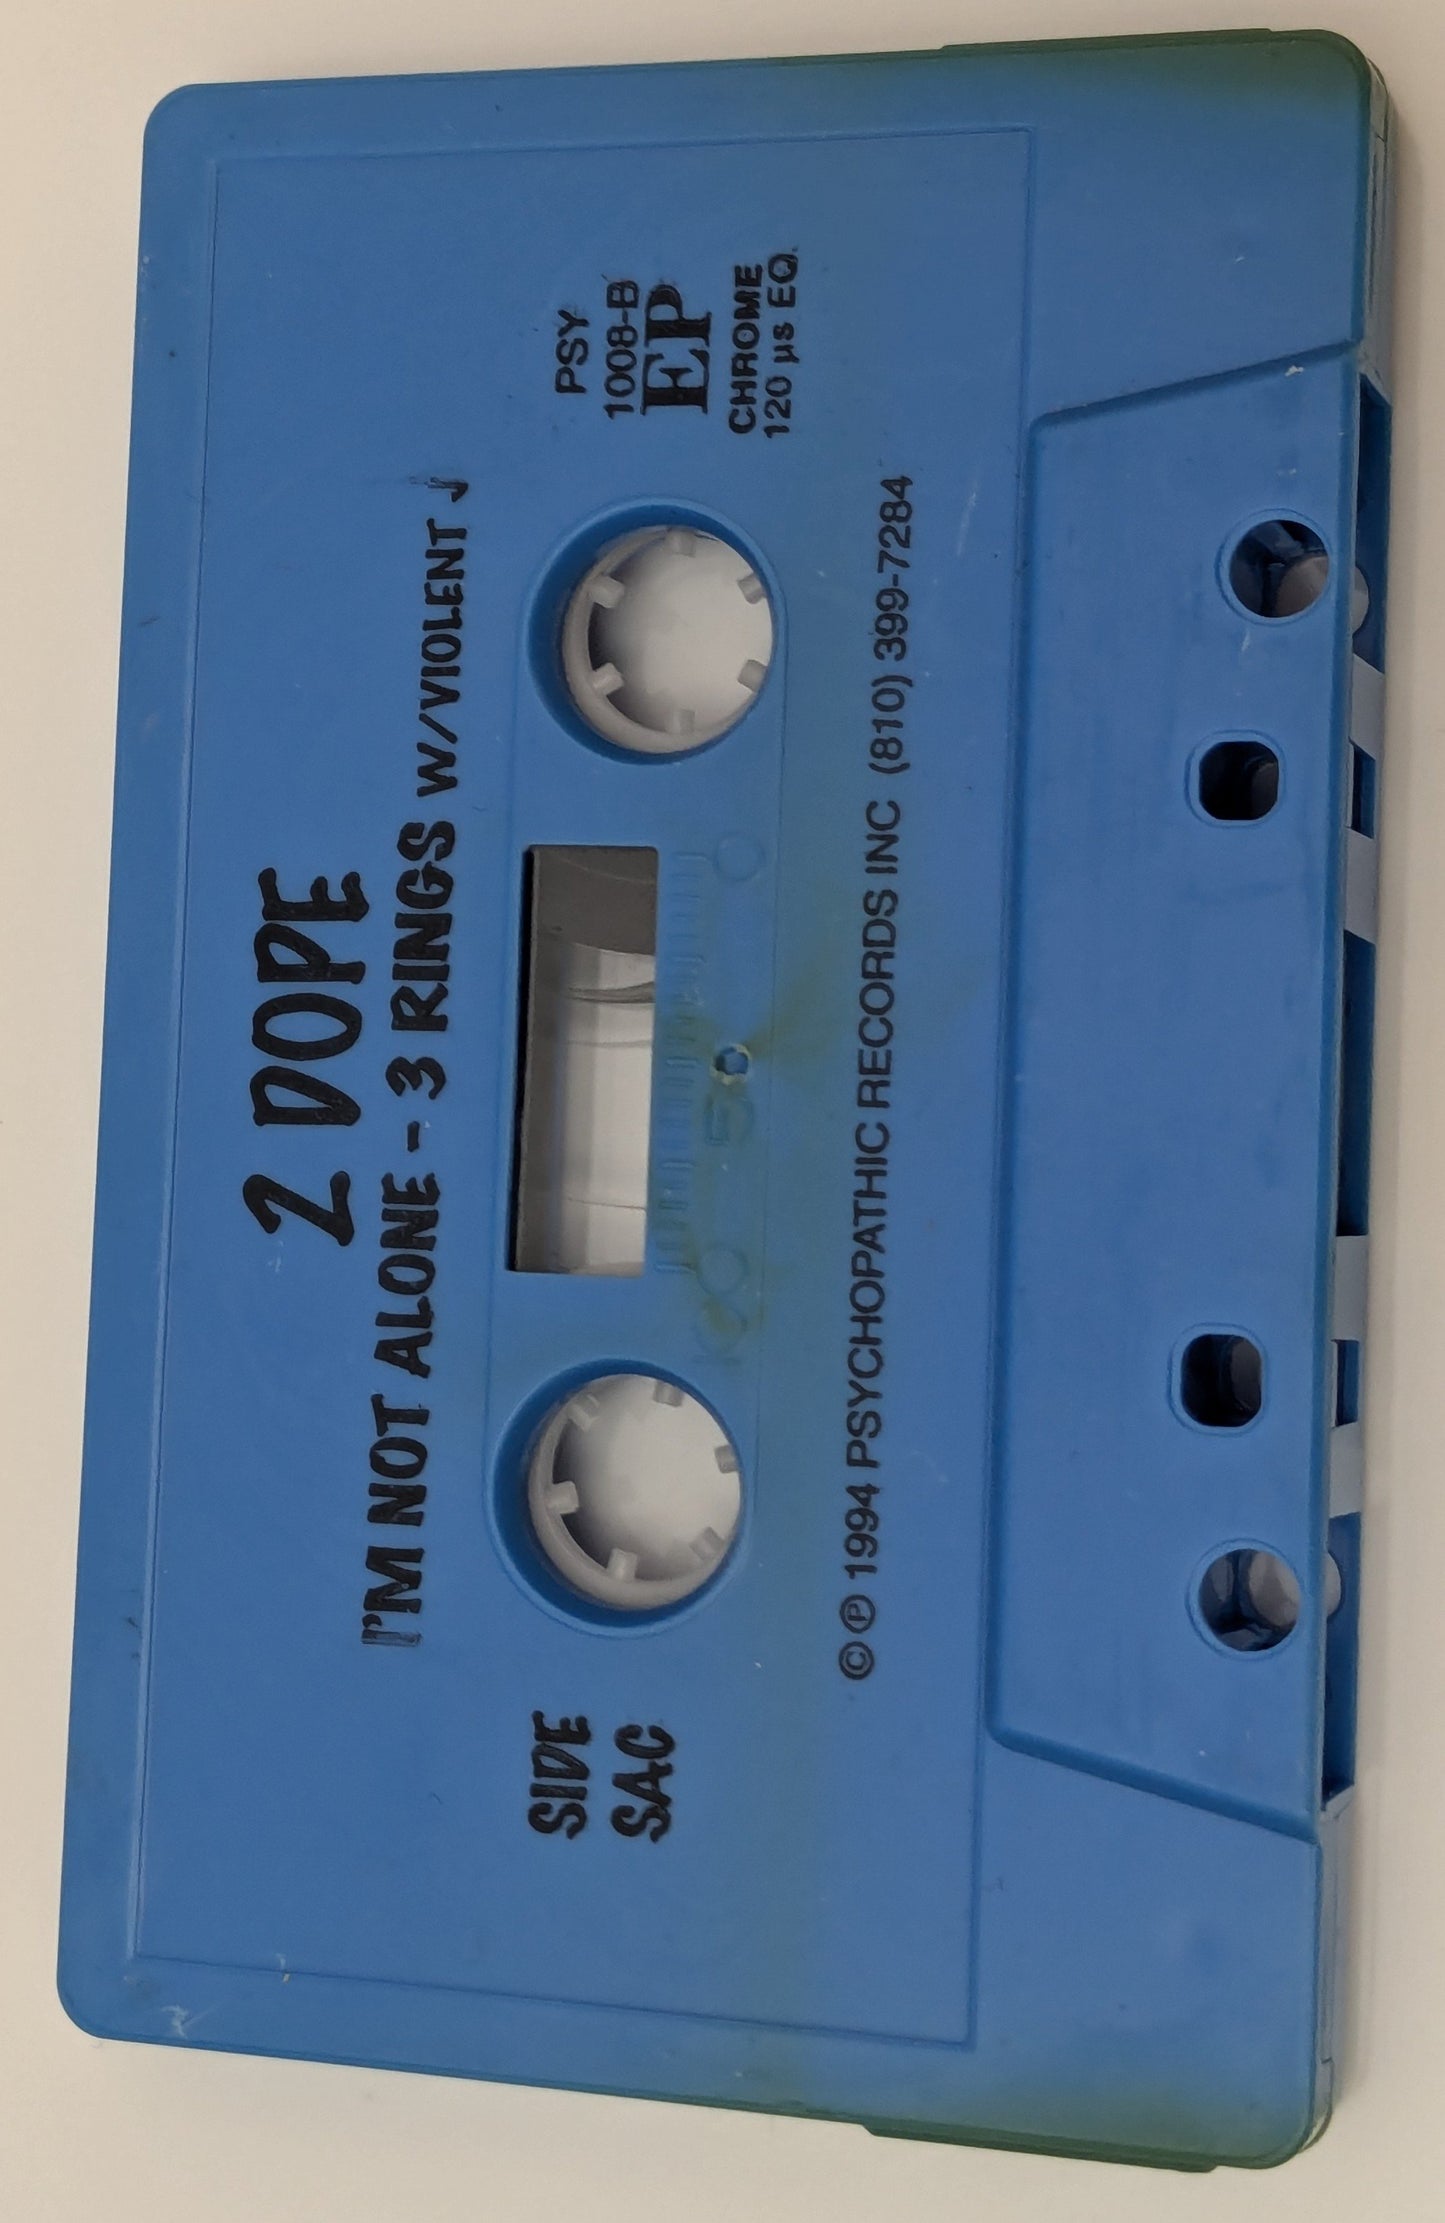 2 DOPE
I'M NOT ALONE - 3 RINGS W/VIOLENT J
SIDE
SAC
PSY
1008-B
EP
CHROME
120 µs EQ.
5
© ℗ 1994 PSYCHOPATHIC RECORDS INC (810) 399-7284